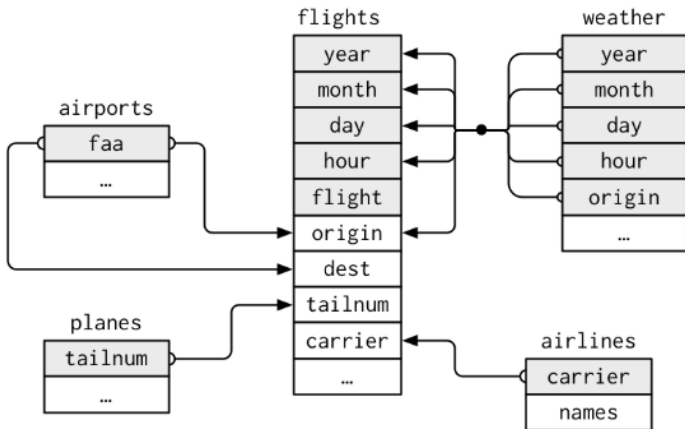 flights
year
month
day
hour
flight
origin
dest
tailnum
carrier
…
weather
year
month
day
hour
origin
…
airports
faa
…
planes
tailnum
…
airlines
carrier
names